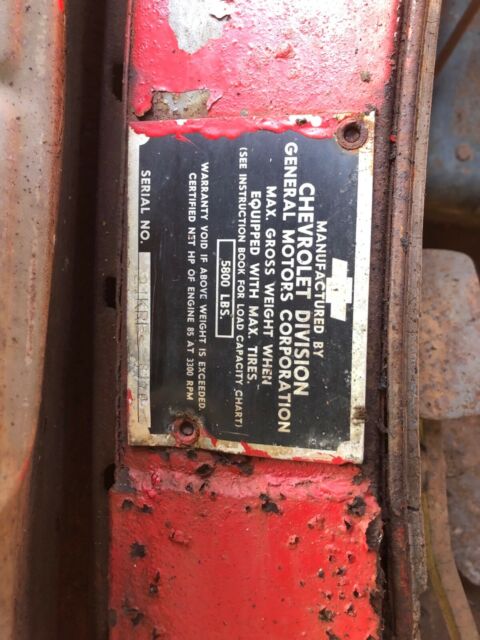 MANUFACTURED BY
CHEVROLET DIVISION
GENERAL MOTORS CORPORATION
MAX. GROSS WEIGHT WHEN
EQUIPPED WITH MAX. TIRES.
(SEE INSTRUCTION BOOK FOR LOAD CAPACITY CHART)
5800 LBS.
WARRANTY VOID IF ABOVE WEIGHT IS EXCEEDED.
CERTIFIED NET HP OF ENGINE 85 AT 3300 RPM
SERIAL NO.